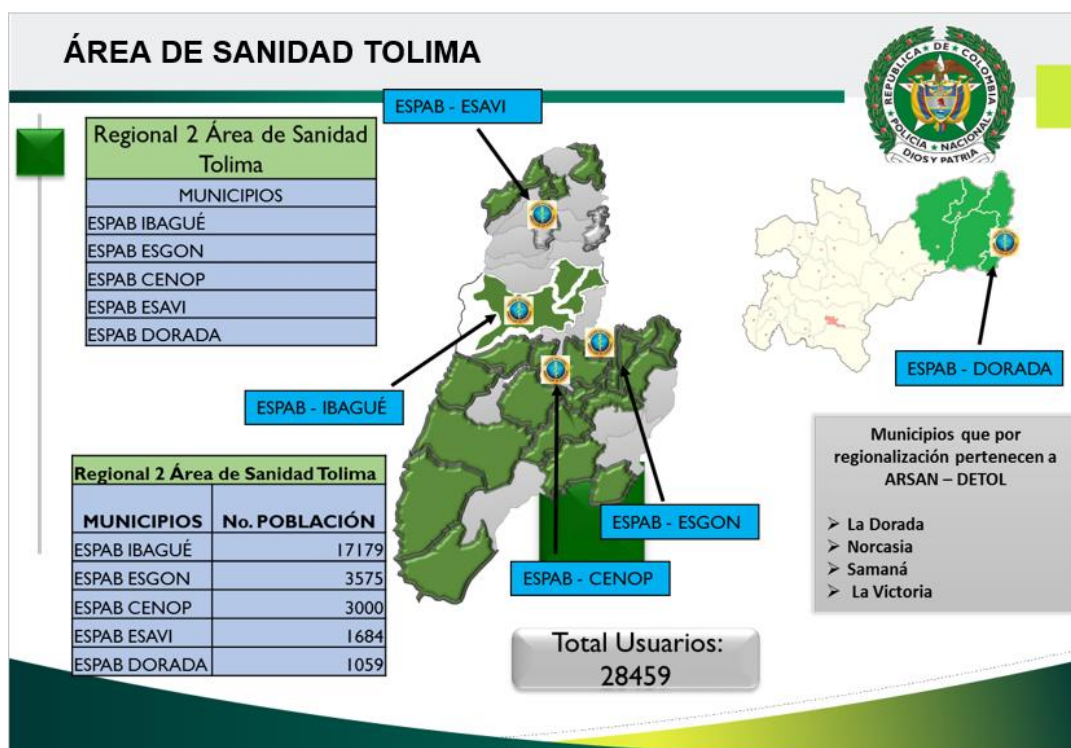 ÁREA DE SANIDAD TOLIMA
REPÚBLICA DE COLOMBIA
POLICÍA NACIONAL
DIOS Y PATRIA
ESPAB - ESAVI
Regional 2 Área de Sanidad
Tolima
MUNICIPIOS
ESPAB IBAGUÉ
ESPAB ESGON
ESPAB CENOP
ESPAB ESAVI
ESPAB DORADA
ESPAB - DORADA
ESPAB - IBAGUÉ
Municipios que por
regionalización pertenecen a
ARSAN – DETOL
➢ La Dorada
➢ Norcasia
➢ Samaná
➢ La Victoria
Regional 2 Área de Sanidad Tolima
MUNICIPIOS No. POBLACIÓN
ESPAB IBAGUÉ 17179
ESPAB ESGON 3575
ESPAB CENOP 3000
ESPAB ESAVI 1684
ESPAB DORADA 1059
ESPAB - ESGON
ESPAB - CENOP
Total Usuarios:
28459